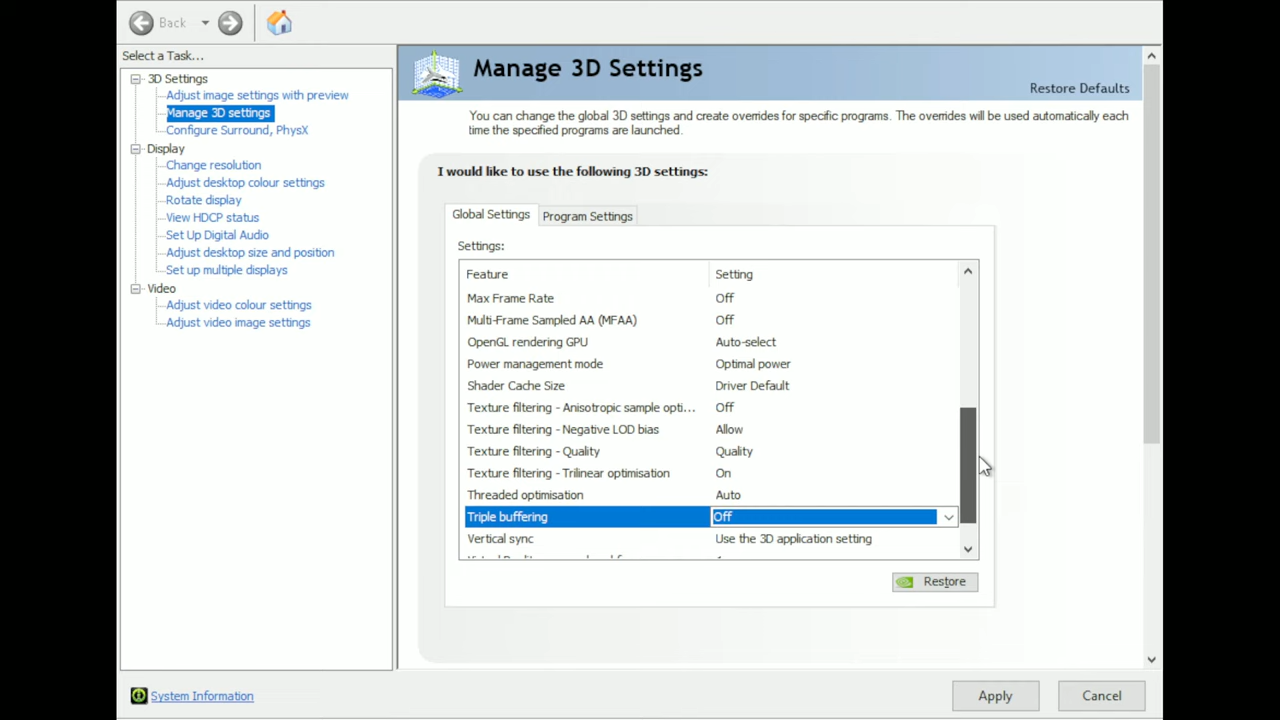 Back
Select a Task...
3D Settings
Adjust image settings with preview
Manage 3D settings
Configure Surround, PhysX
Display
Change resolution
Adjust desktop colour settings
Rotate display
View HDCP status
Set Up Digital Audio
Adjust desktop size and position
Set up multiple displays
Video
Adjust video colour settings
Adjust video image settings
System Information
Manage 3D Settings
Restore Defaults
You can change the global 3D settings and create overrides for specific programs. The overrides will be used automatically each
time the specified programs are launched.
I would like to use the following 3D settings:
Global Settings Program Settings
Settings:
Feature Setting
Max Frame Rate Off
Multi-Frame Sampled AA (MFAA) Off
OpenGL rendering GPU Auto-select
Power management mode Optimal power
Shader Cache Size Driver Default
Texture filtering - Anisotropic sample opti... Off
Texture filtering - Negative LOD bias Allow
Texture filtering - Quality Quality
Texture filtering - Trilinear optimisation On
Threaded optimisation Auto
Triple buffering Off
Vertical sync Use the 3D application setting
Restore
Apply Cancel